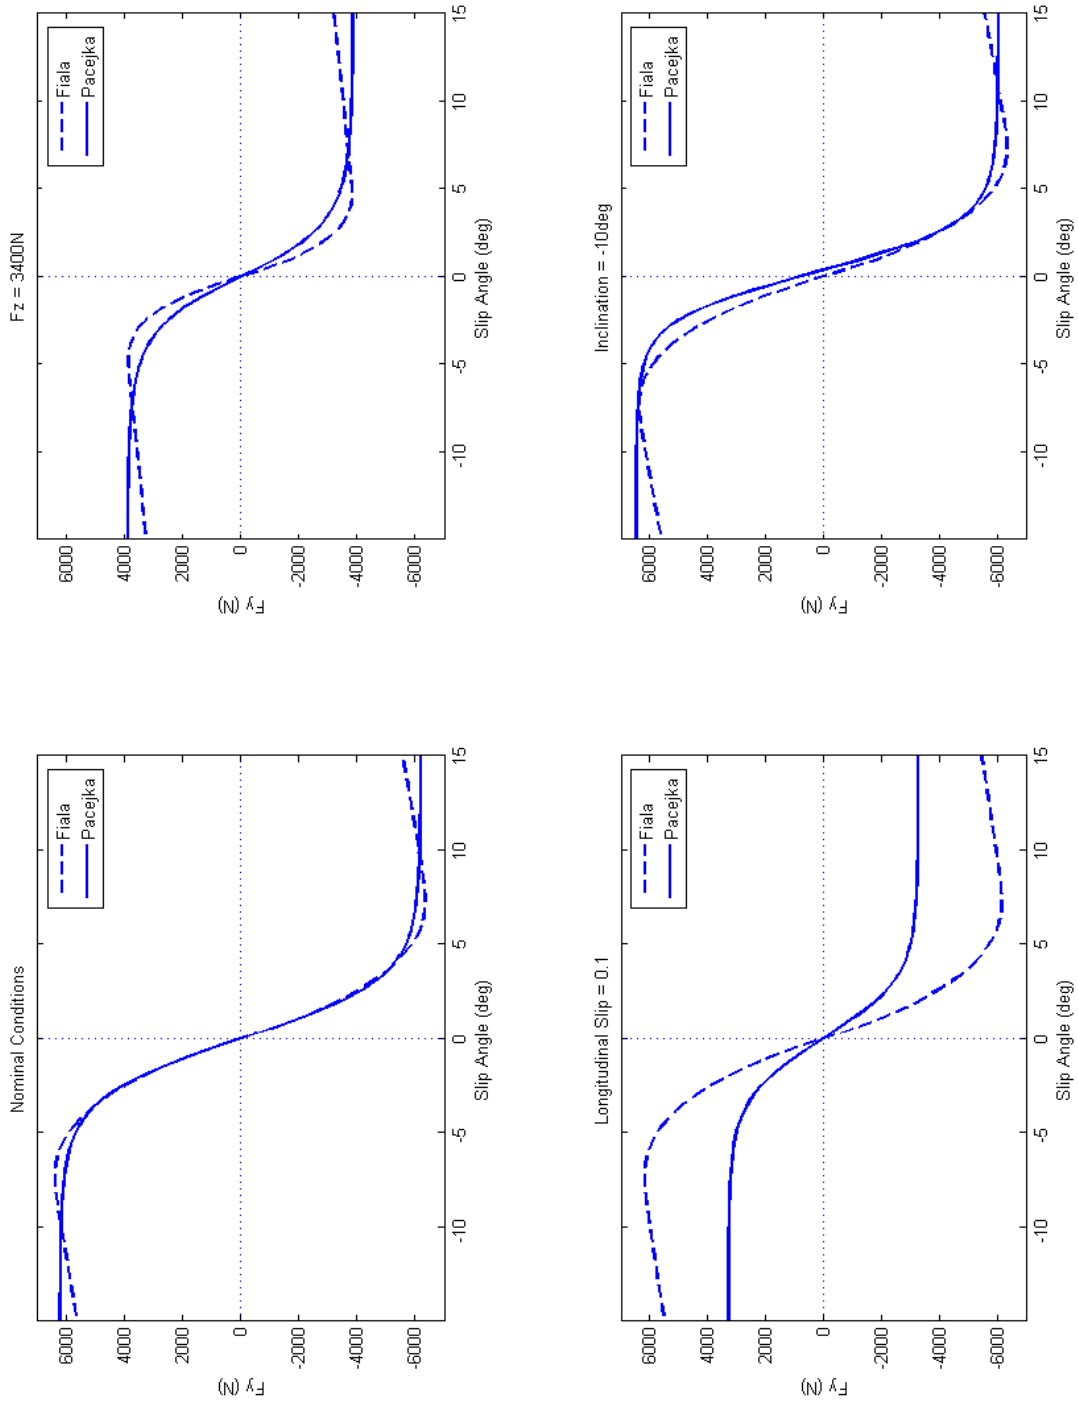 Nominal Conditions
Fiala
Pacejka
6000
4000
2000
0
-2000
-4000
-6000
Fy (N)
-10
-5
0
5
10
15
Slip Angle (deg)
Fz = 3400N
Fiala
Pacejka
6000
4000
2000
0
-2000
-4000
-6000
Fy (N)
-10
-5
0
5
10
15
Slip Angle (deg)
Longitudinal Slip = 0.1
Fiala
Pacejka
6000
4000
2000
0
-2000
-4000
-6000
Fy (N)
-10
-5
0
5
10
15
Slip Angle (deg)
Inclination = -10deg
Fiala
Pacejka
6000
4000
2000
0
-2000
-4000
-6000
Fy (N)
-10
-5
0
5
10
15
Slip Angle (deg)